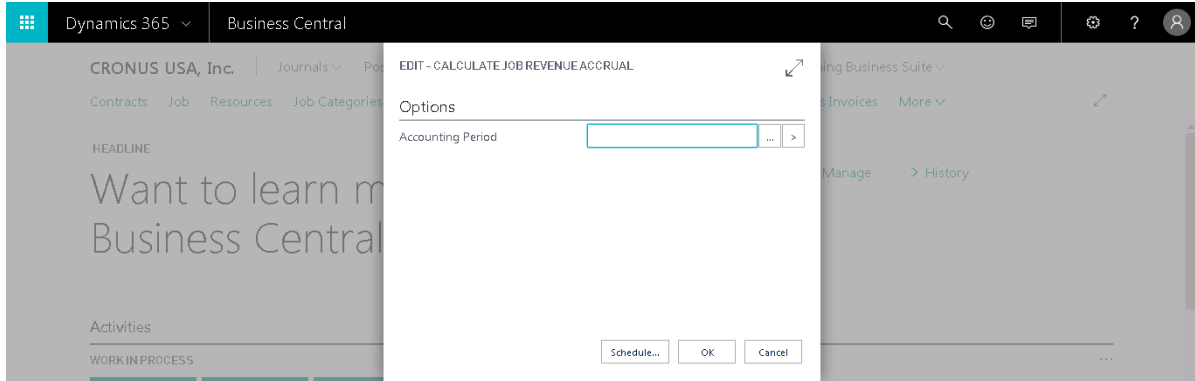 Dynamics 365 Business Central ?
CRONUS USA, Inc. Journals
Contracts Job Resources Job Categories
HEADLINE
Want to learn m
Business Central
Activities
WORK IN PROCESS
EDIT - CALCULATE JOB REVENUE ACCRUAL
Options
Accounting Period ... >
Schedule... OK Cancel
Business Suite
Invoices More
Manage > History
...